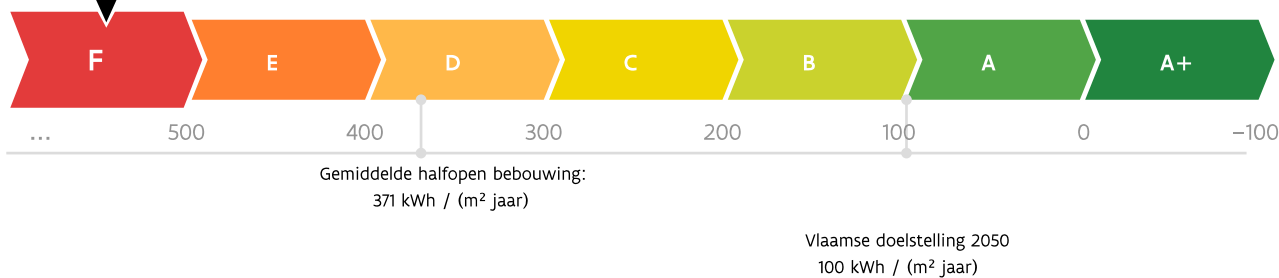 F E D C B A A+
... 500 400 300 200 100 0 –100
Gemiddelde halfopen bebouwing:
371 kWh / (m² jaar)
Vlaamse doelstelling 2050
100 kWh / (m² jaar)